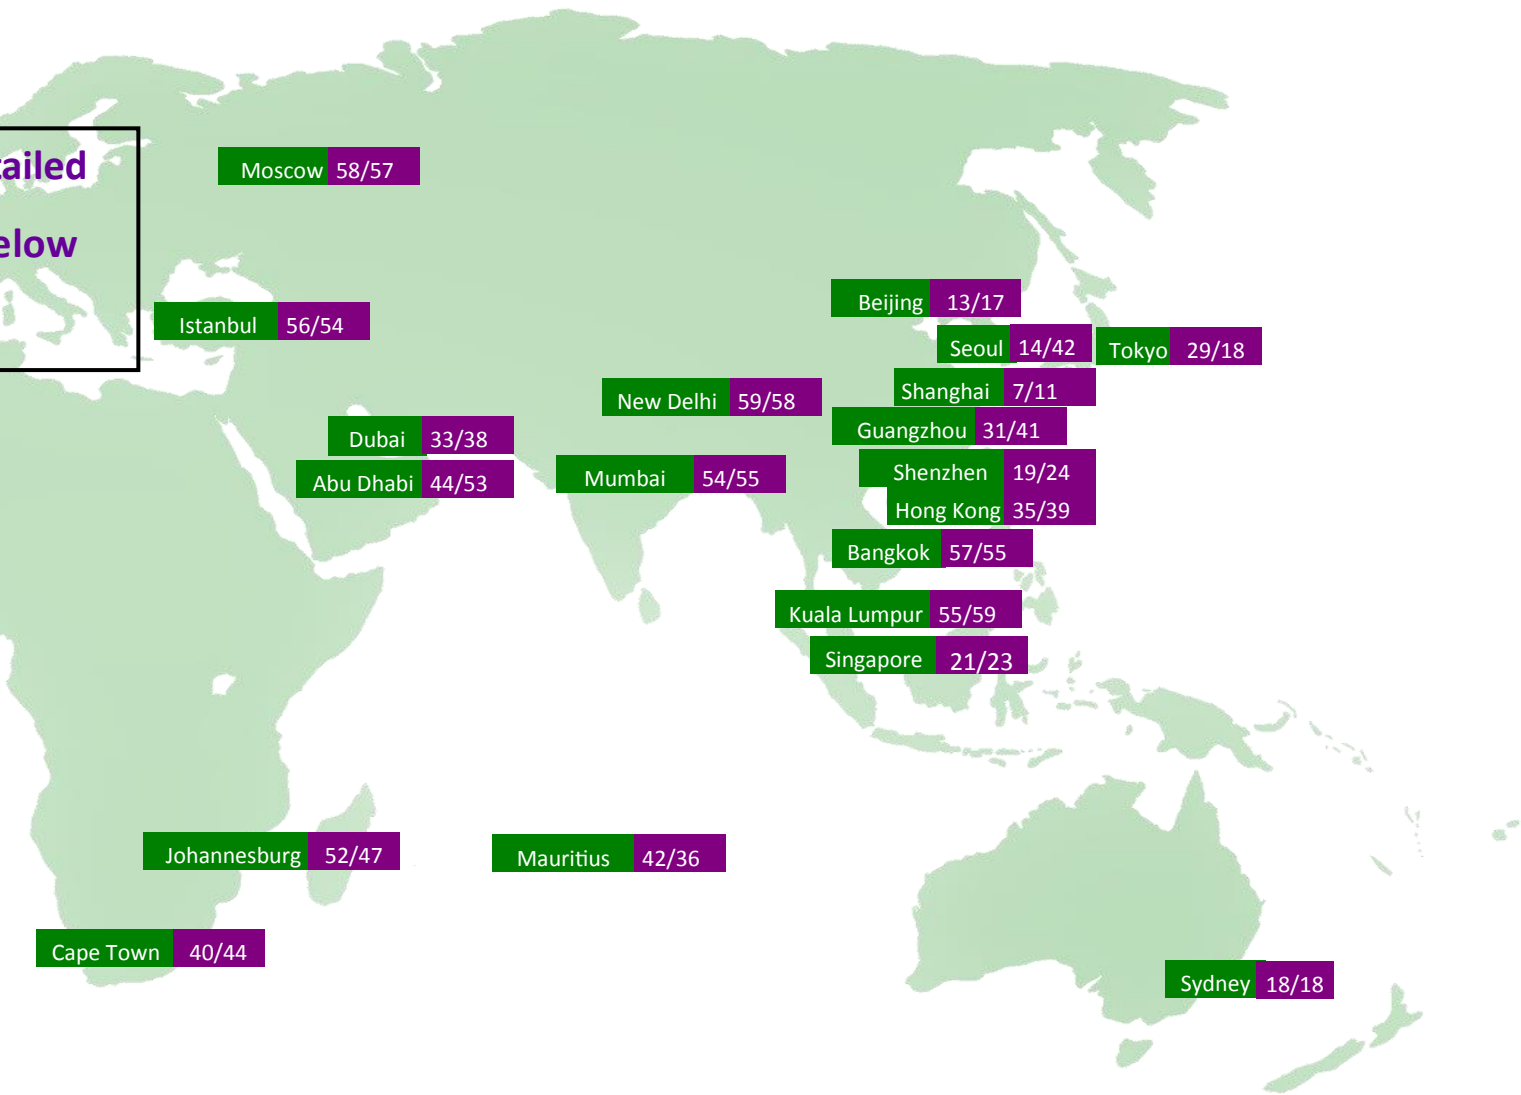 tailed
elow
Moscow 58/57
Istanbul 56/54
Beijing 13/17
Seoul 14/42
Tokyo 29/18
Shanghai 7/11
New Delhi 59/58
Guangzhou 31/41
Dubai 33/38
Shenzhen 19/24
Abu Dhabi 44/53
Mumbai 54/55
Hong Kong 35/39
Bangkok 57/55
Kuala Lumpur 55/59
Singapore 21/23
Johannesburg 52/47
Mauritius 42/36
Cape Town 40/44
Sydney 18/18